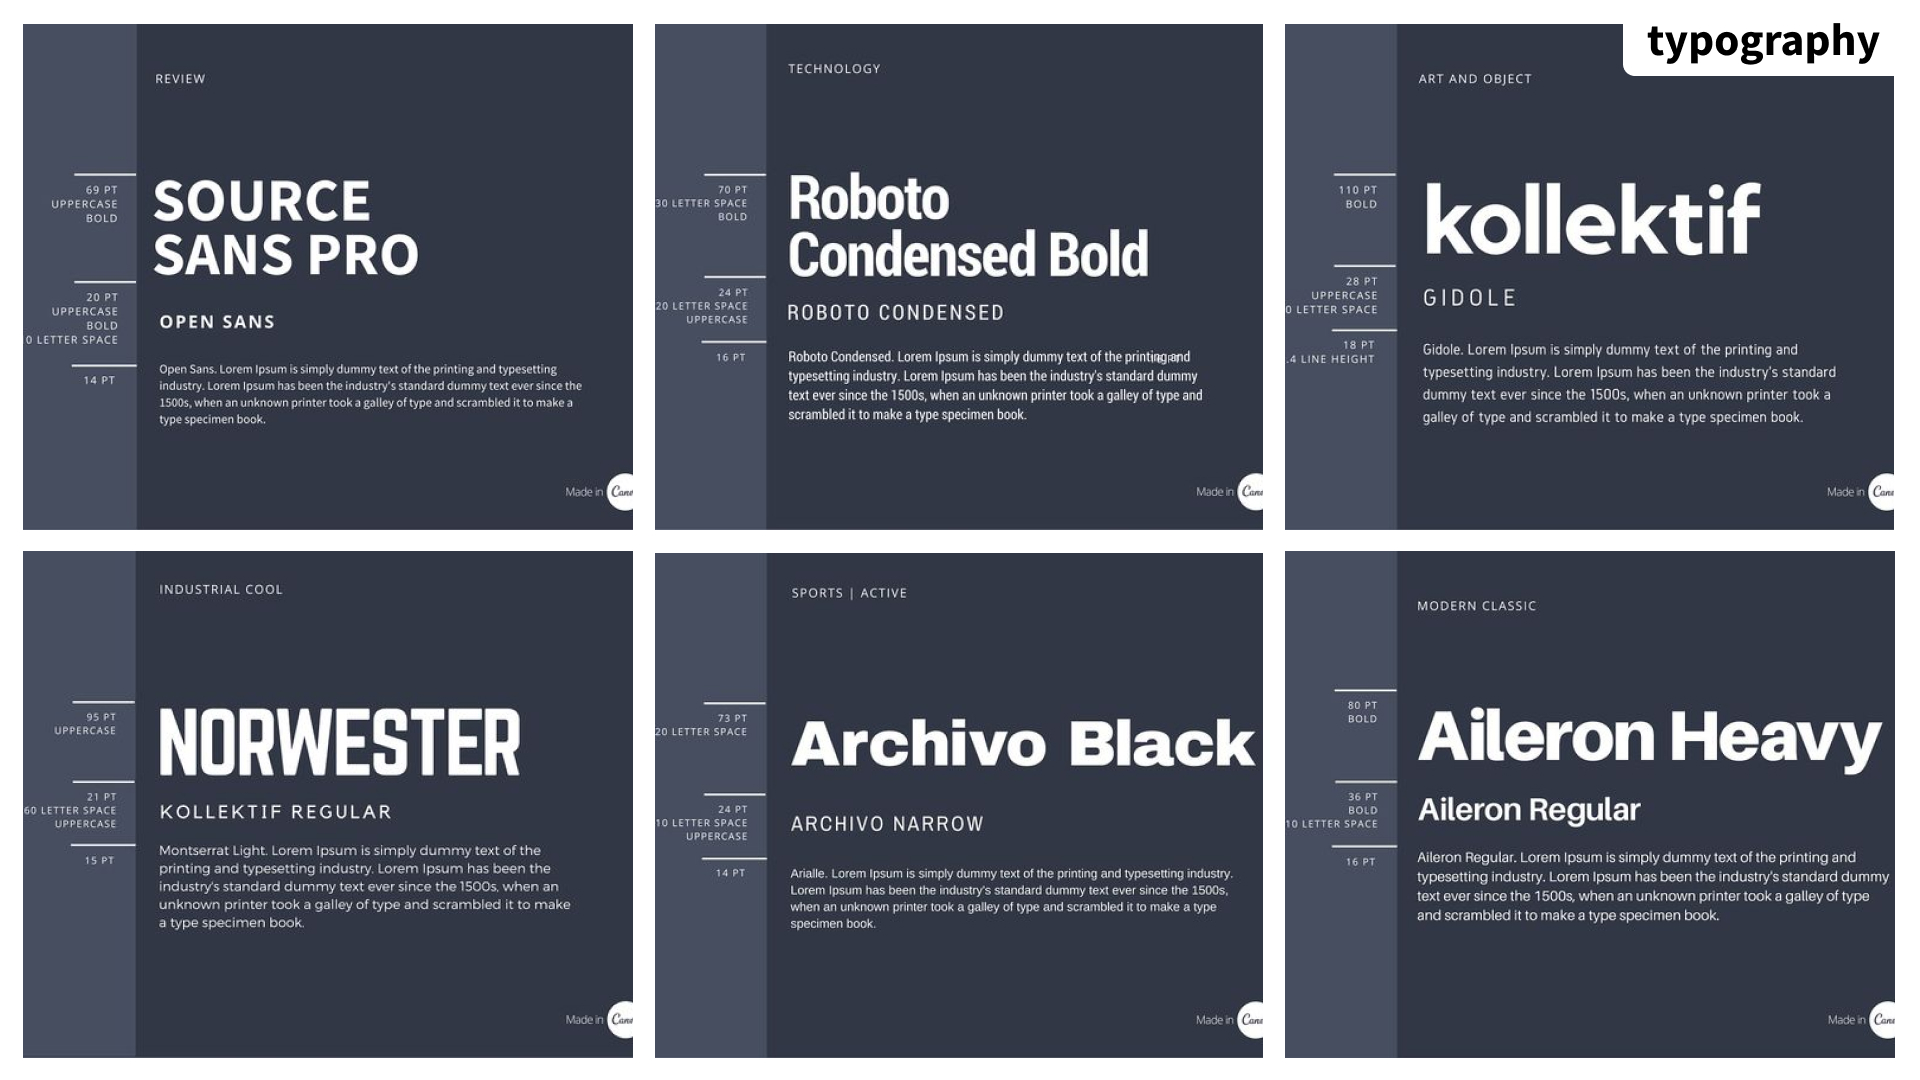 typography
REVIEW
69 PT
UPPERCASE
BOLD
SOURCE
SANS PRO
20 PT
UPPERCASE
BOLD
0 LETTER SPACE
OPEN SANS
14 PT
Open Sans. Lorem Ipsum is simply dummy text of the printing and typesetting
industry. Lorem Ipsum has been the industry's standard dummy text ever since the
1500s, when an unknown printer took a galley of type and scrambled it to make a
type specimen book.
Made in
TECHNOLOGY
70 PT
30 LETTER SPACE
BOLD
Roboto
Condensed Bold
24 PT
20 LETTER SPACE
UPPERCASE
ROBOTO CONDENSED
16 PT
Roboto Condensed. Lorem Ipsum is simply dummy text of the printing and
typesetting industry. Lorem Ipsum has been the industry's standard dummy
text ever since the 1500s, when an unknown printer took a galley of type and
scrambled it to make a type specimen book.
Made in
ART AND OBJECT
110 PT
BOLD
kollektif
28 PT
UPPERCASE
0 LETTER SPACE
GIDOLE
18 PT
.4 LINE HEIGHT
Gidole. Lorem Ipsum is simply dummy text of the printing and
typesetting industry. Lorem Ipsum has been the industry's standard
dummy text ever since the 1500s, when an unknown printer took a
galley of type and scrambled it to make a type specimen book.
Made in
INDUSTRIAL COOL
95 PT
UPPERCASE
NORWESTER
21 PT
60 LETTER SPACE
UPPERCASE
KOLLEKTIF REGULAR
15 PT
Montserrat Light. Lorem Ipsum is simply dummy text of the
printing and typesetting industry. Lorem Ipsum has been the
industry's standard dummy text ever since the 1500s, when an
unknown printer took a galley of type and scrambled it to make
a type specimen book.
Made in
SPORTS | ACTIVE
73 PT
20 LETTER SPACE
Archivo Black
24 PT
10 LETTER SPACE
UPPERCASE
ARCHIVO NARROW
14 PT
Arialle. Lorem Ipsum is simply dummy text of the printing and typesetting industry.
Lorem Ipsum has been the industry's standard dummy text ever since the 1500s,
when an unknown printer took a galley of type and scrambled it to make a type
specimen book.
Made in
MODERN CLASSIC
80 PT
BOLD
Aileron Heavy
36 PT
BOLD
10 LETTER SPACE
Aileron Regular
16 PT
Aileron Regular. Lorem Ipsum is simply dummy text of the printing and
typesetting industry. Lorem Ipsum has been the industry's standard dummy
text ever since the 1500s, when an unknown printer took a galley of type
and scrambled it to make a type specimen book.
Made in